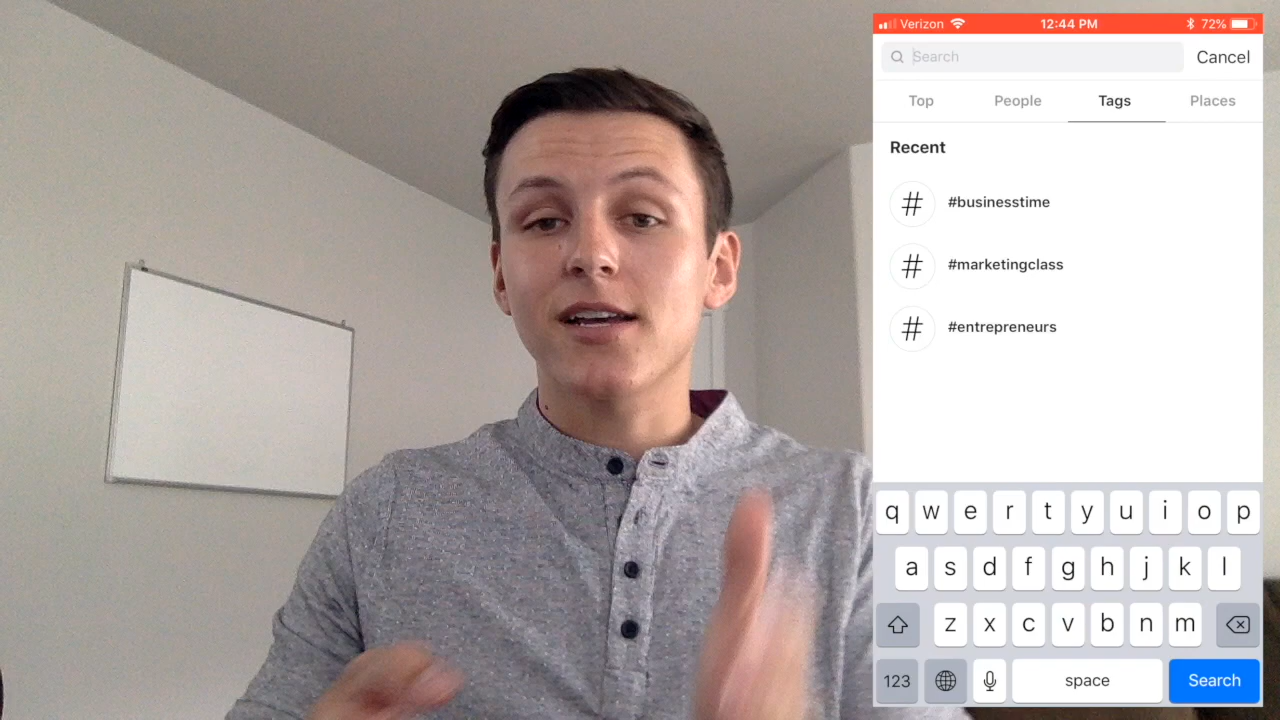 Verizon 12:44 PM 72%
Search Cancel
Top People Tags Places
Recent
#businesstime
#marketingclass
#entrepreneurs
q w e r t y u i o p
a s d f g h j k l
z x c v b n m
123 space Search